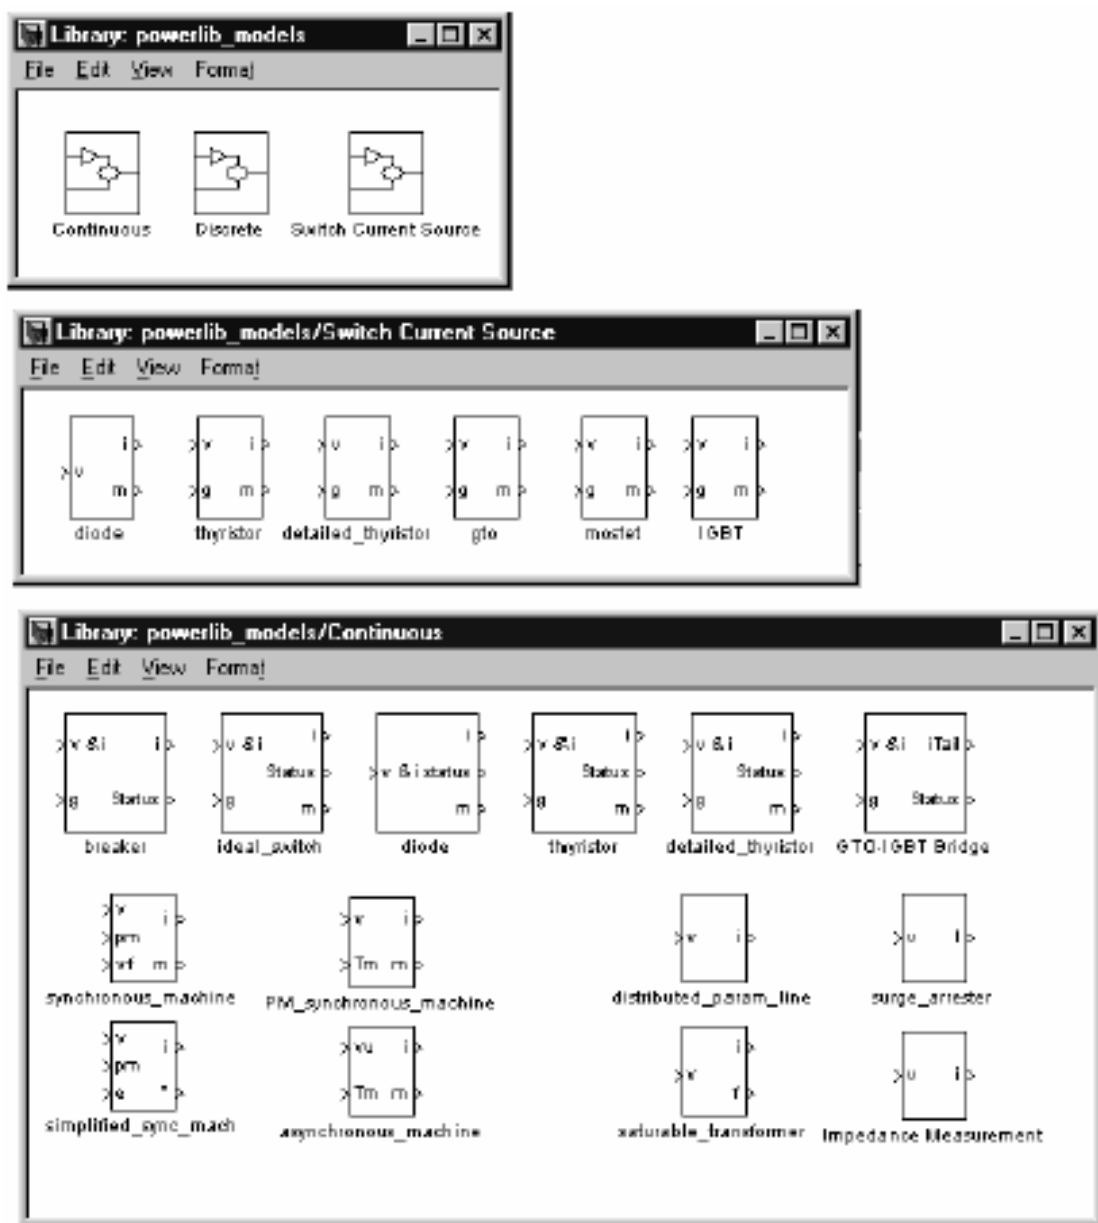 Library: powerlib_models
File Edit View Format
Continuous Discrete Switch Current Source
Library: powerlib_models/Switch Current Source
File Edit View Format
i v i v i v i v i v i
v
m g m g m g m g m g m
diode thyristor detailed_thyristor gto mosfet IGBT
Library: powerlib_models/Continuous
File Edit View Format
v &i i v &i i i v &i i v &i i v &i iTail
Status v &i status Status Status
g Status g m m g m g m g Status
breaker ideal_switch diode thyristor detailed_thyristor GTO-IGBT Bridge
v i v i v i v i
pm
vf m Tm m
synchronous_machine PM_synchronous_machine distributed_param_line surge_arrester
v i vu i v i v i
pm
e Tm m f
simplified_sync_mach asynchronous_machine saturable_transformer Impedance Measurement